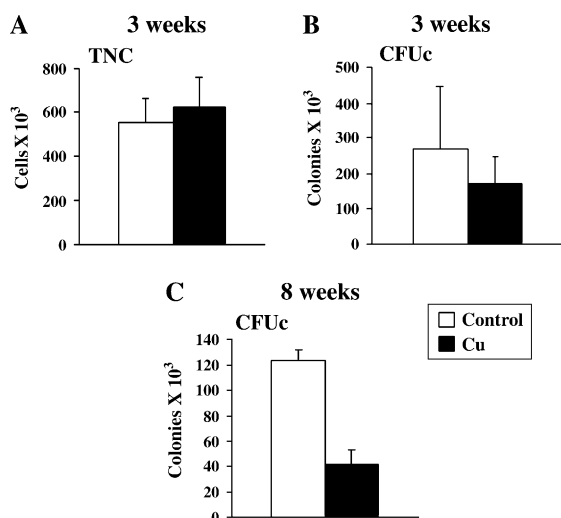 A
3 weeks
B
3 weeks
TNC
CFUc
Cells X 10³
800
600
400
600
0
Colonies X 10³
500
400
300
200
100
0
C
8 weeks
CFUc
Colonies X 10³
140
120
100
80
60
40
20
0
Control
Cu